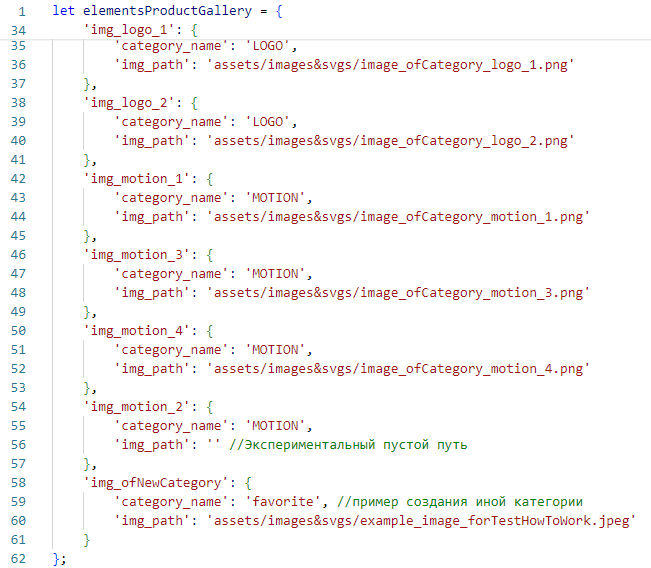 1 let elementsProductGallery = {
34     'img_logo_1': {
35         'category_name': 'LOGO',
36         'img_path': 'assets/images&svgs/image_ofCategory_logo_1.png'
37     },
38     'img_logo_2': {
39         'category_name': 'LOGO',
40         'img_path': 'assets/images&svgs/image_ofCategory_logo_2.png'
41     },
42     'img_motion_1': {
43         'category_name': 'MOTION',
44         'img_path': 'assets/images&svgs/image_ofCategory_motion_1.png'
45     },
46     'img_motion_3': {
47         'category_name': 'MOTION',
48         'img_path': 'assets/images&svgs/image_ofCategory_motion_3.png'
49     },
50     'img_motion_4': {
51         'category_name': 'MOTION',
52         'img_path': 'assets/images&svgs/image_ofCategory_motion_4.png'
53     },
54     'img_motion_2': {
55         'category_name': 'MOTION',
56         'img_path': '' //Экспериментальный пустой путь
57     },
58     'img_ofNewCategory': {
59         'category_name': 'favorite', //пример создания иной категории
60         'img_path': 'assets/images&svgs/example_image_forTestHowToWork.jpeg'
61     }
62 };